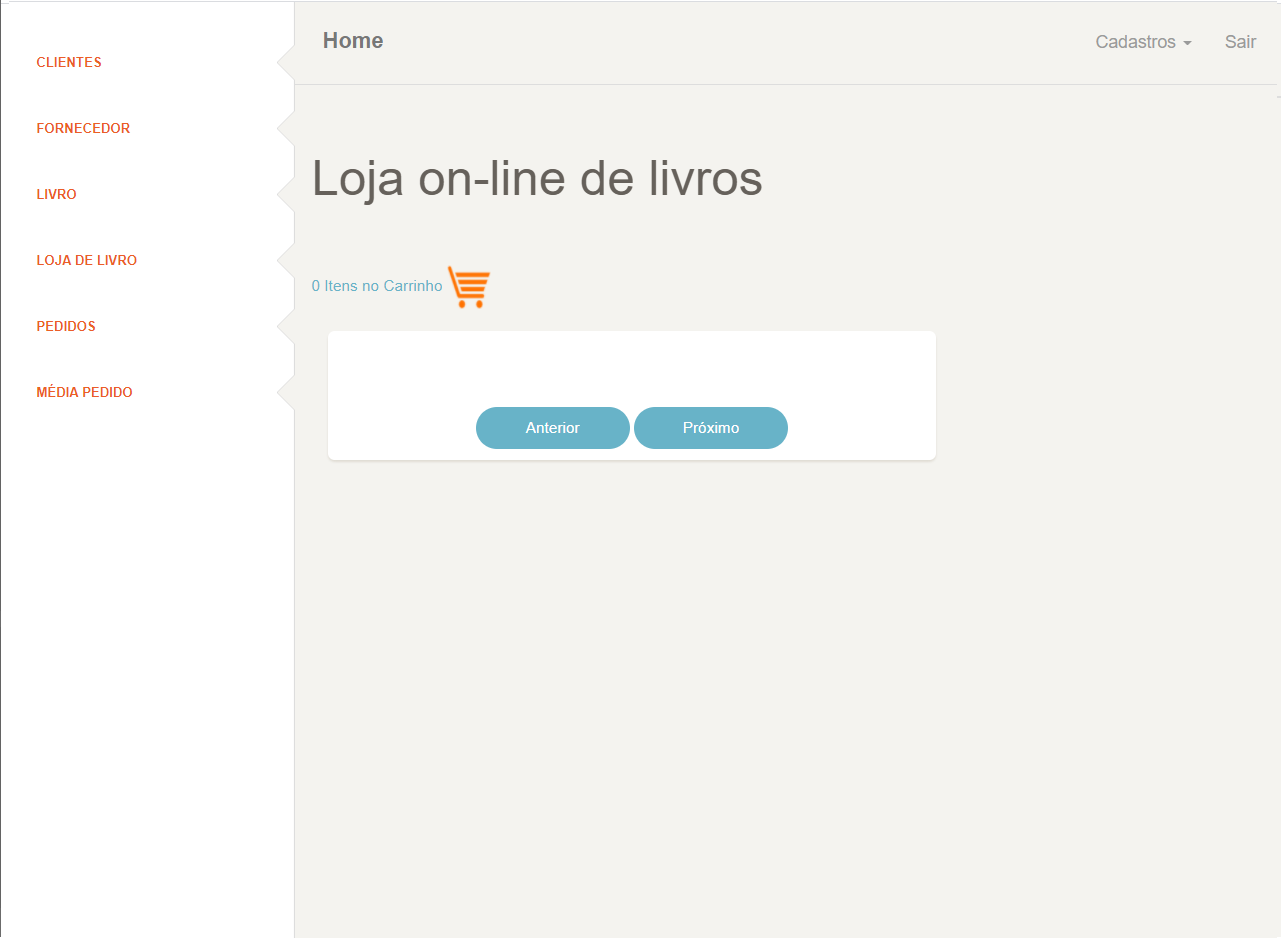 CLIENTES
FORNECEDOR
LIVRO
LOJA DE LIVRO
PEDIDOS
MÉDIA PEDIDO
Home
Cadastros
Sair
Loja on-line de livros
0 Itens no Carrinho
Anterior
Próximo